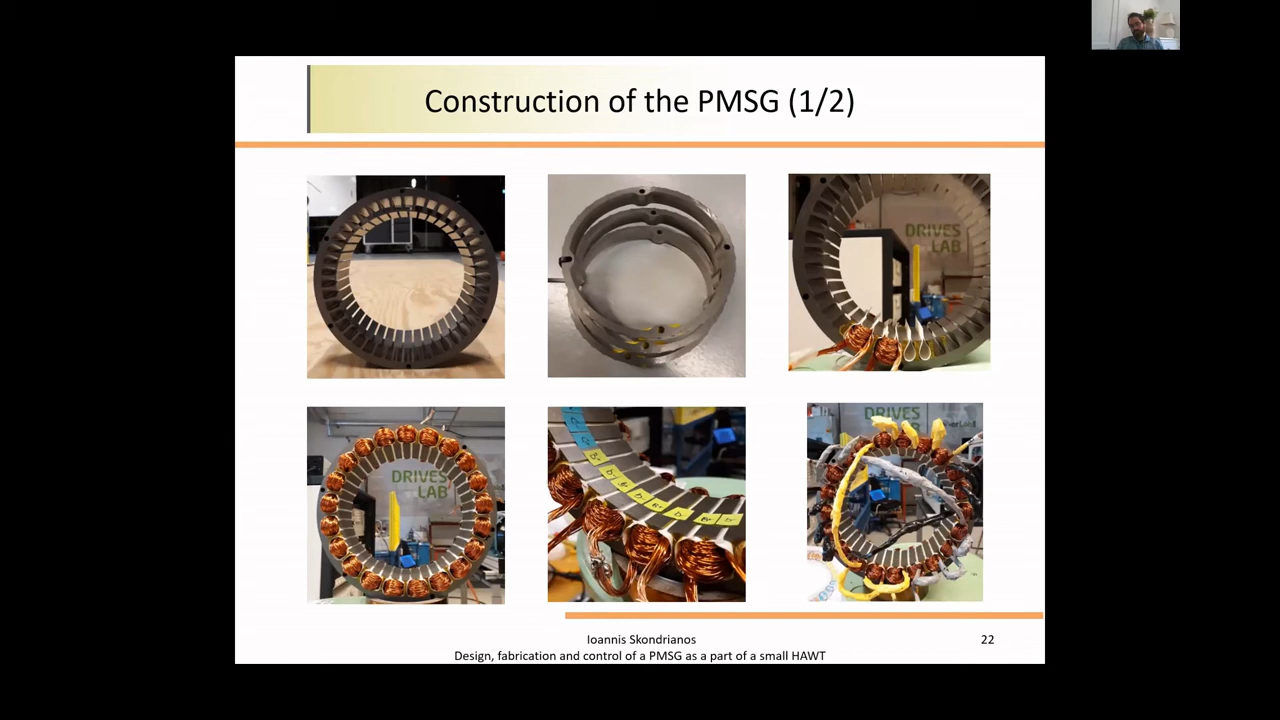 Construction of the PMSG (1/2)
DRIVES
LAB
DRIVES
LAB
DRIVES
Ioannis Skondrianos
22
Design, fabrication and control of a PMSG as a part of a small HAWT